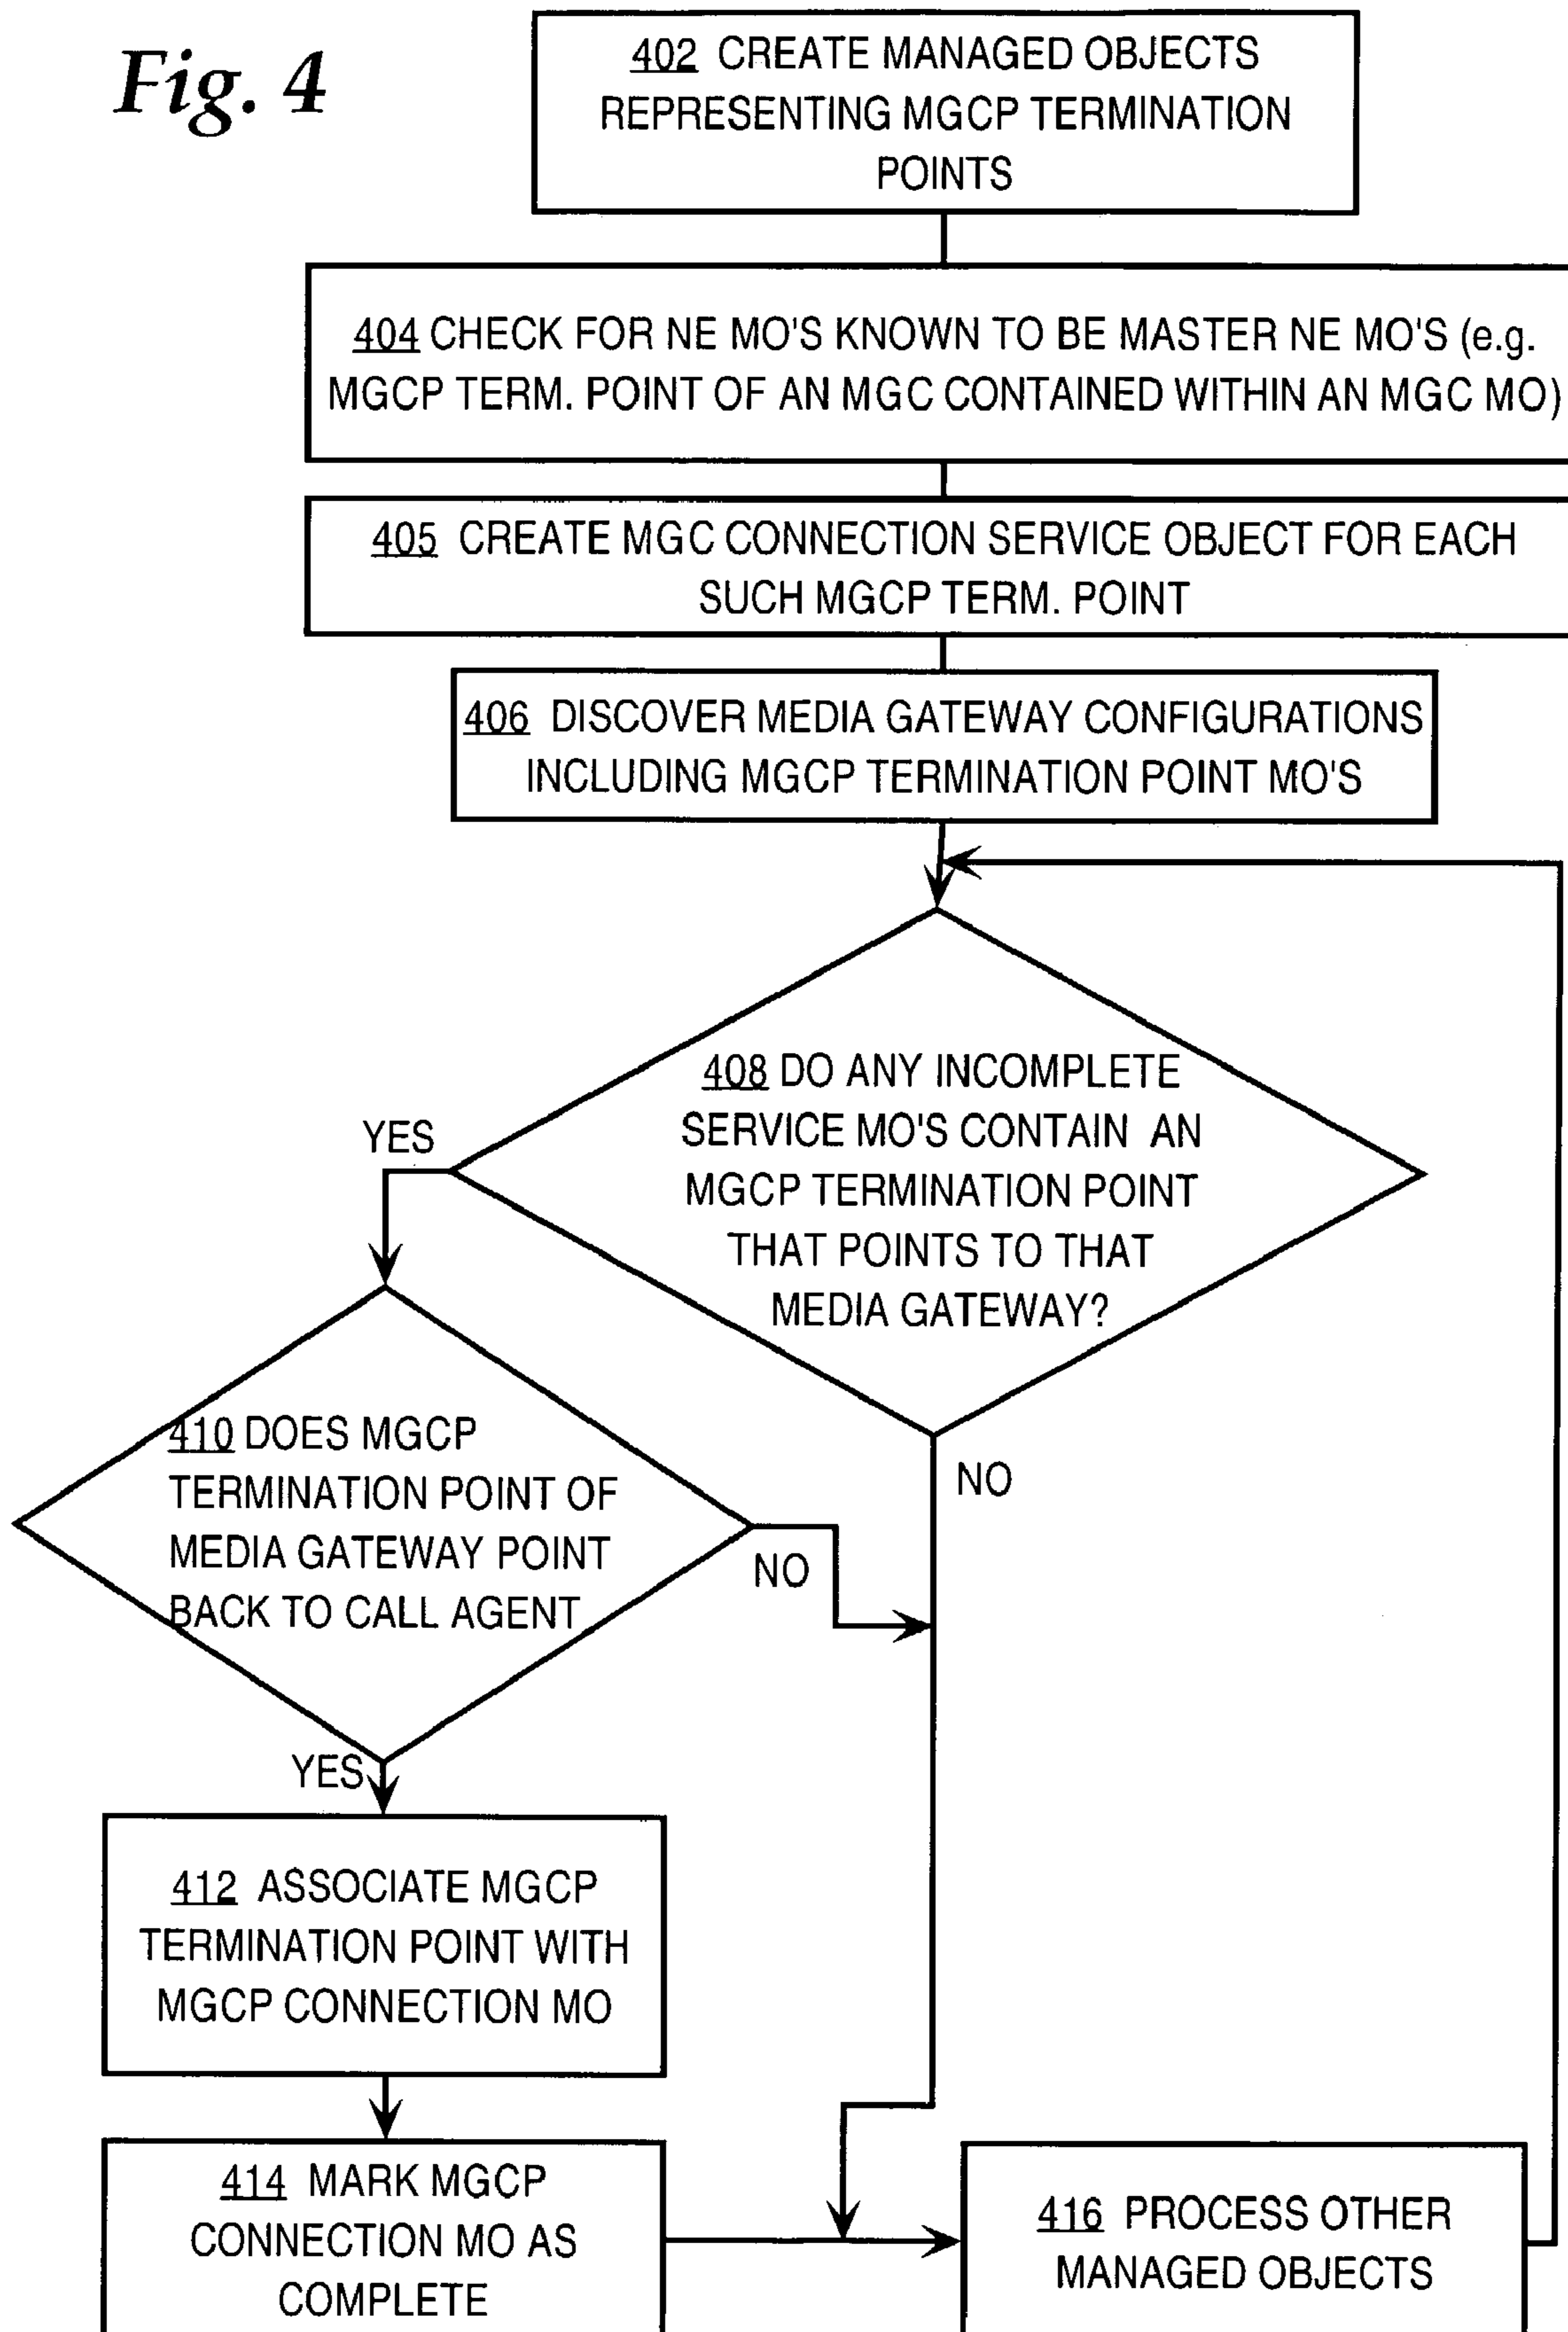 Fig. 4
402 CREATE MANAGED OBJECTS
REPRESENTING MGCP TERMINATION
POINTS
404 CHECK FOR NE MO'S KNOWN TO BE MASTER NE MO'S (e.g.
MGCP TERM. POINT OF AN MGC CONTAINED WITHIN AN MGC MO)
405 CREATE MGC CONNECTION SERVICE OBJECT FOR EACH
SUCH MGCP TERM. POINT
406 DISCOVER MEDIA GATEWAY CONFIGURATIONS
INCLUDING MGCP TERMINATION POINT MO'S
408 DO ANY INCOMPLETE
SERVICE MO'S CONTAIN AN
MGCP TERMINATION POINT
THAT POINTS TO THAT
MEDIA GATEWAY?
YES
NO
410 DOES MGCP
TERMINATION POINT OF
MEDIA GATEWAY POINT
BACK TO CALL AGENT
NO
YES
412 ASSOCIATE MGCP
TERMINATION POINT WITH
MGCP CONNECTION MO
414 MARK MGCP
CONNECTION MO AS
COMPLETE
416 PROCESS OTHER
MANAGED OBJECTS